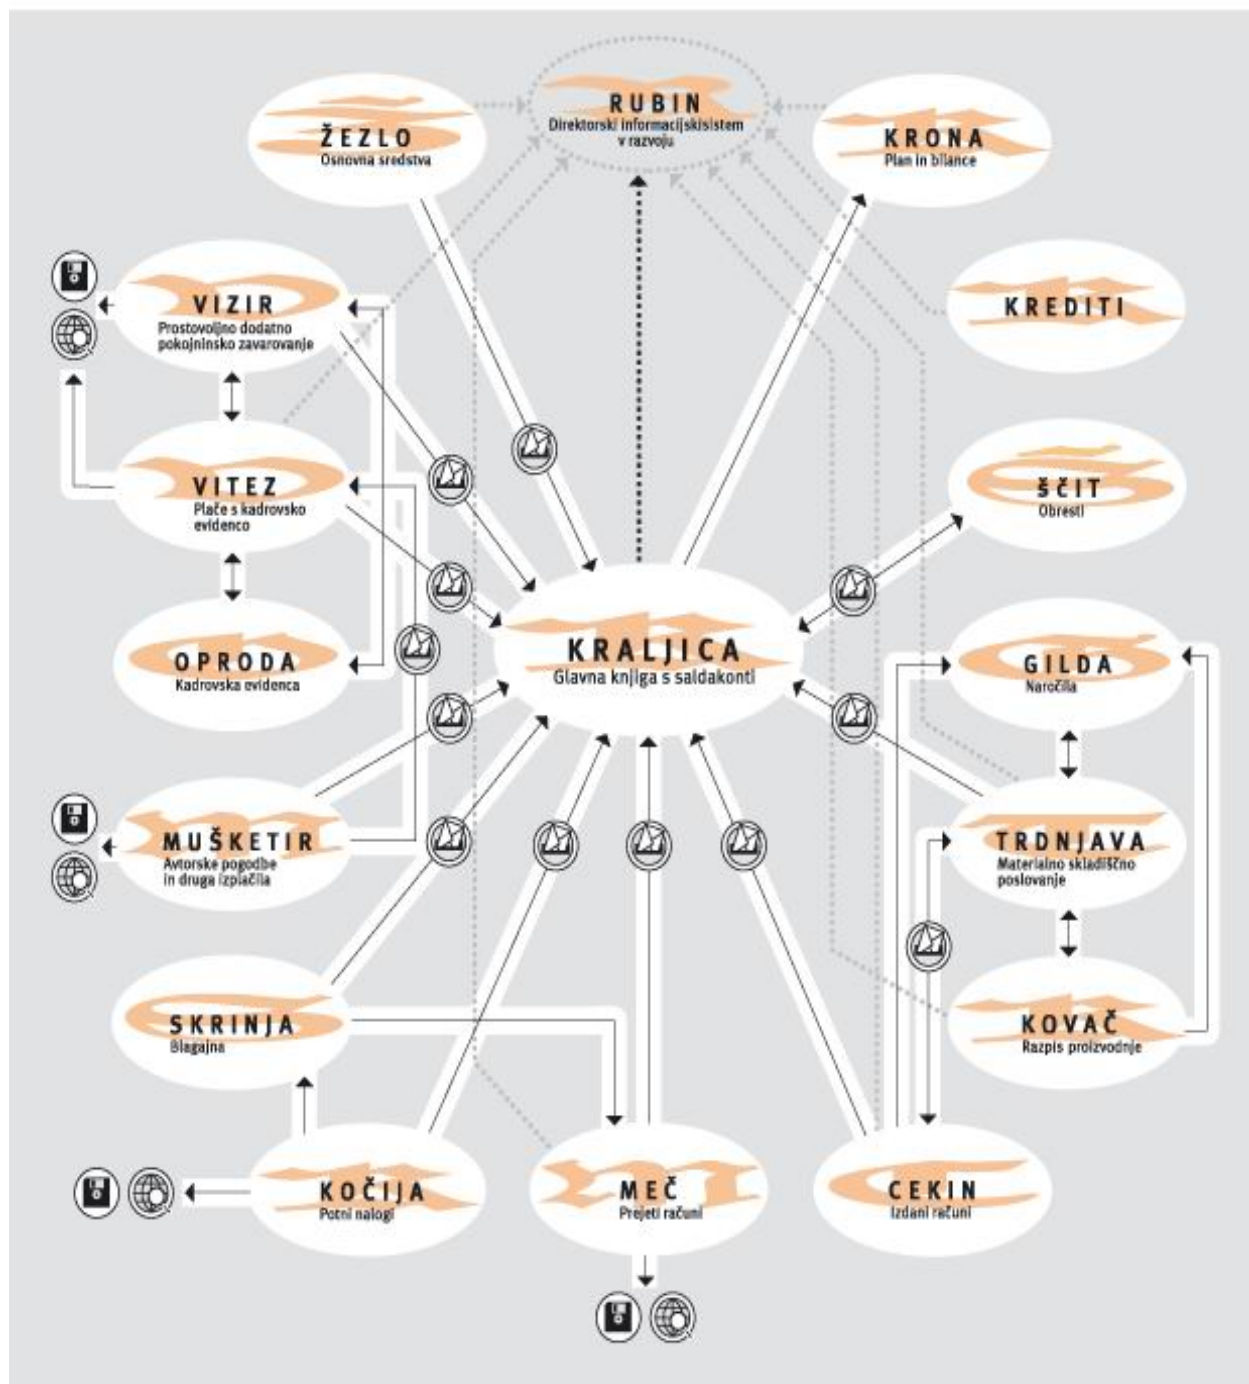 RUBIN
Direktorski informacijskisistem
v razvoju
ŽEZLO
Osnovna sredstva
KRONA
Plan in bilance
VIZIR
Prostovoljno dodatno
pokojninsko zavarovanje
KREDITI
VITEZ
Plače s kadrovsko
evidenco
ŠČIT
Obresti
OPRODA
Kadrovska evidenca
KRALJICA
Glavna knjiga s saldakonti
GILDA
Naročila
MUŠKETIR
Avtorske pogodbe
in druga izplačila
TRDNJAVA
Materialno skladiščno
poslovanje
SKRINJA
Blagajna
KOVAČ
Razpis proizvodnje
KOČIJA
Potni nalogi
MEČ
Prejeti računi
CEKIN
Izdani računi